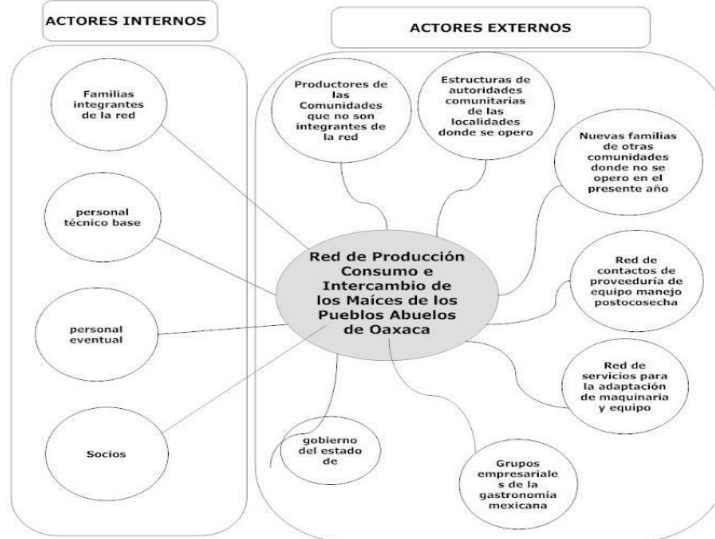 ACTORES INTERNOS
ACTORES EXTERNOS
Familias
integrantes
de la red
personal
técnico base
personal
eventual
Socios
Productores de
las
Comunidades
que no son
integrantes de
la red
Estructuras de
autoridades
comunitarias
de las
localidades
donde se opero
Nuevas familias
de otras
comunidades
donde no se
opero en el
presente año
Red de Producción
Consumo e
Intercambio de
los Maíces de los
Pueblos Abuelos
de Oaxaca
Red de
contactos de
proveeduría de
equipo manejo
postocosecha
Red de
servicios para
la adaptación
de maquinaria
y equipo
gobierno
del estado
de
Grupos
empresariale
s de la
gastronomía
mexicana